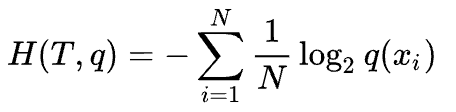 H(T, q) = -\sum_{i=1}^{N} \frac{1}{N} \log_2 q(x_i)